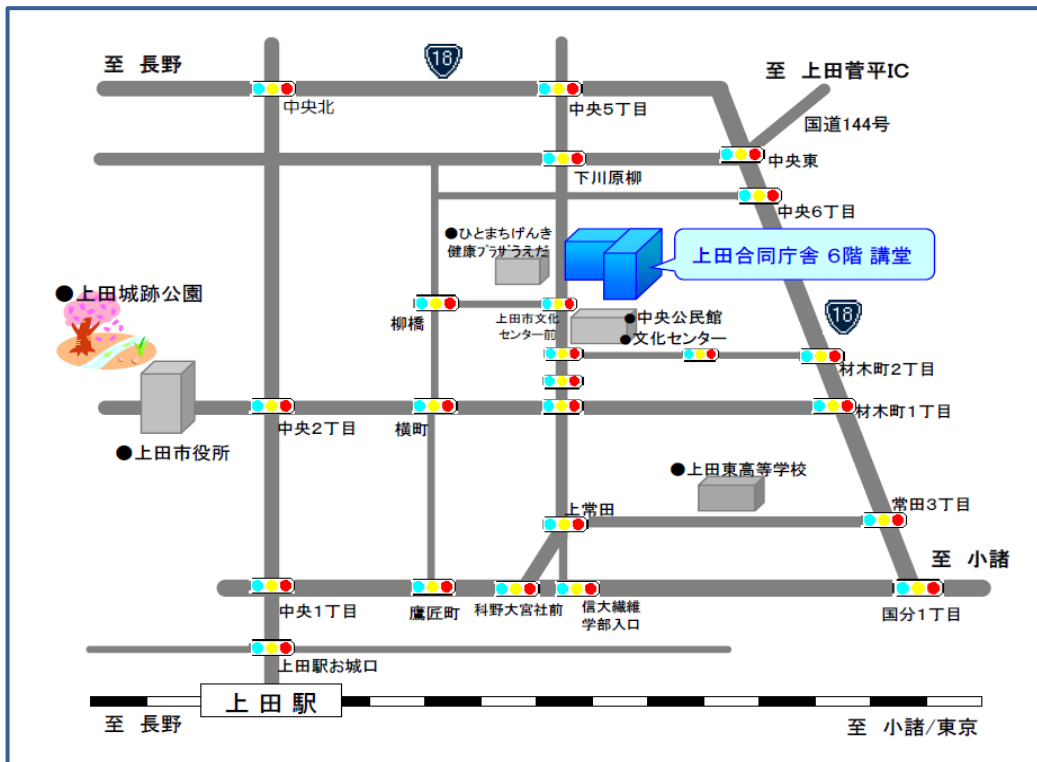 至 長野
18
至 上田菅平IC
中央北
中央5丁目
国道144号
中央東
下川原柳
中央6丁目
●ひとまちげんき
健康プラザうえだ
上田合同庁舎 6階 講堂
●上田城跡公園
柳橋
上田市文化
センター前
●中央公民館
●文化センター
18
材木町2丁目
中央2丁目
横町
材木町1丁目
●上田市役所
●上田東高等学校
上常田
常田3丁目
至 小諸
中央1丁目
鷹匠町
科野大宮社前
信大繊維
学部入口
国分1丁目
上田駅お城口
上田駅
至 長野
至 小諸/東京